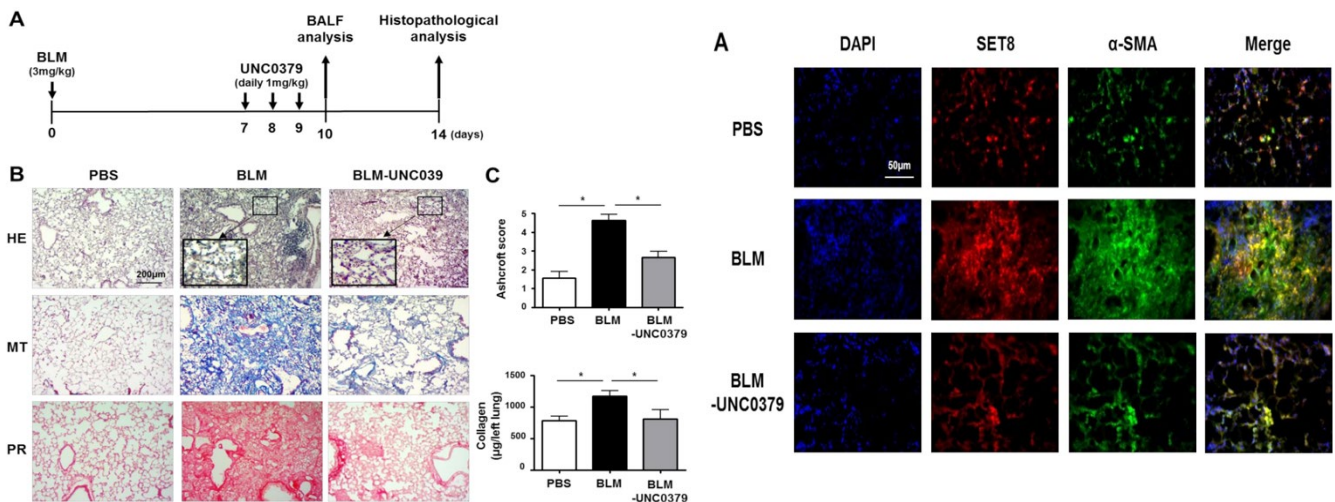 A
BLM
(3mg/kg)
UNC0379
(daily 1mg/kg)
BALF
analysis
Histopathological
analysis
0
7
8
9
10
14 (days)
B
PBS
BLM
BLM-UNC039
HE
200μm
MT
PR
C
Ashcroft score
5
4
3
2
1
0
*
*
PBS
BLM
BLM
-UNC0379
Collagen
(μg/left lung)
1500
1000
500
0
*
*
PBS
BLM
BLM
-UNC0379
A
DAPI
SET8
α-SMA
Merge
PBS
50μm
BLM
BLM
-UNC0379